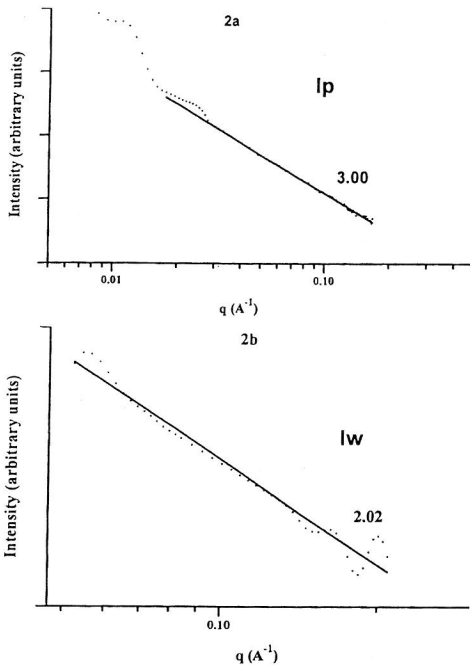 2a
Intensity (arbitrary units)
Ip
3.00
0.01
0.10
q (A⁻¹)
2b
Intensity (arbitrary units)
Iw
2.02
0.10
q (A⁻¹)